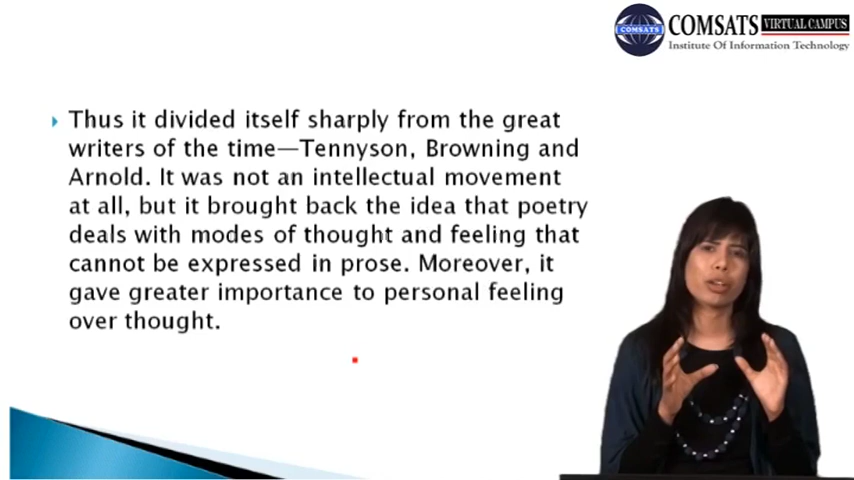 COMSATS
COMSATS VIRTUAL CAMPUS
Institute Of Information Technology
Thus it divided itself sharply from the great
writers of the time—Tennyson, Browning and
Arnold. It was not an intellectual movement
at all, but it brought back the idea that poetry
deals with modes of thought and feeling that
cannot be expressed in prose. Moreover, it
gave greater importance to personal feeling
over thought.